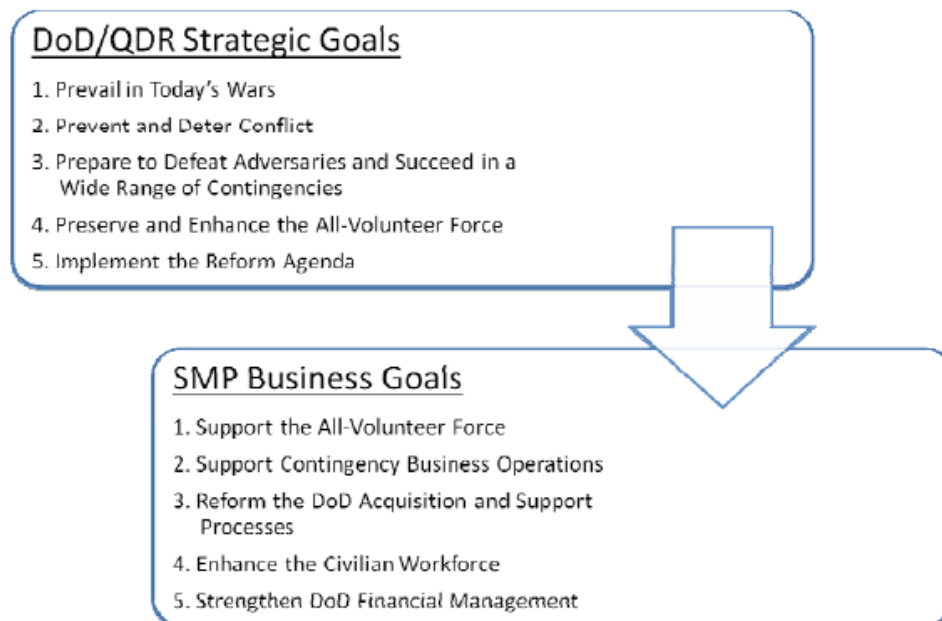 DoD/QDR Strategic Goals
1. Prevail in Today's Wars
2. Prevent and Deter Conflict
3. Prepare to Defeat Adversaries and Succeed in a
Wide Range of Contingencies
4. Preserve and Enhance the All-Volunteer Force
5. Implement the Reform Agenda
SMP Business Goals
1. Support the All-Volunteer Force
2. Support Contingency Business Operations
3. Reform the DoD Acquisition and Support
Processes
4. Enhance the Civilian Workforce
5. Strengthen DoD Financial Management